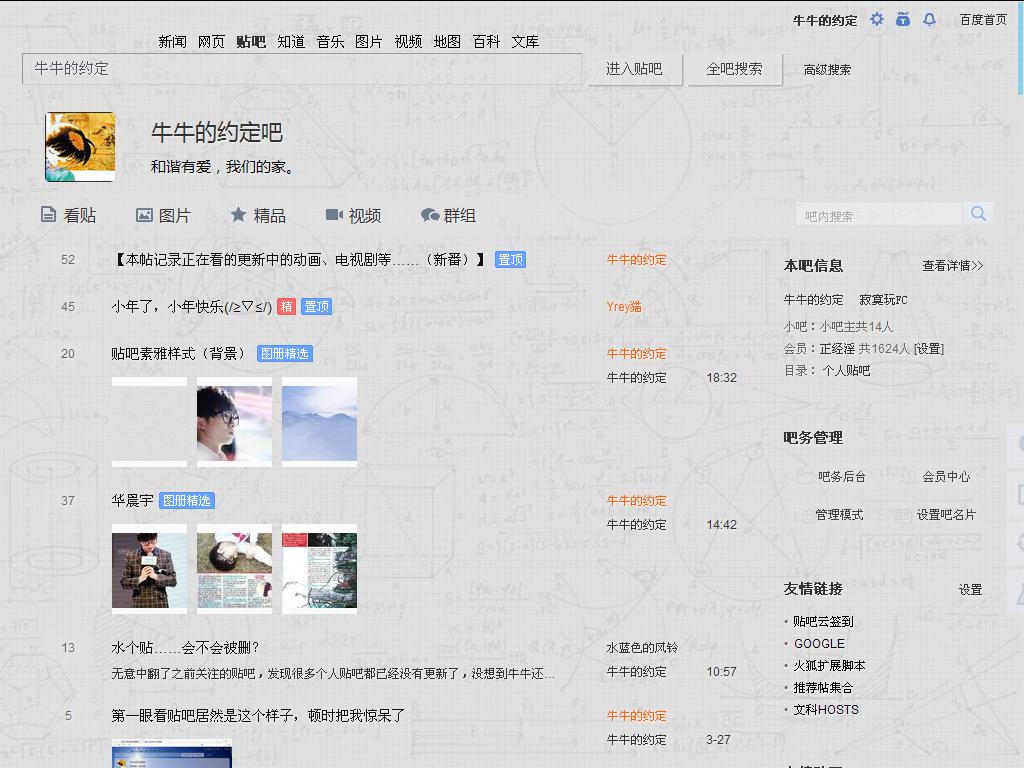 牛牛的约定 百度首页
新闻 网页 贴吧 知道 音乐 图片 视频 地图 百科 文库
牛牛的约定 进入贴吧 全吧搜索 高级搜索
牛牛的约定吧
和谐有爱，我们的家。
看贴 图片 精品 视频 群组 吧内搜索
52 【本帖记录正在看的更新中的动画、电视剧等……（新番）】 置顶 牛牛的约定
45 小年了，小年快乐(/≥▽≤/) 精 置顶 Yrey猫
20 贴吧素雅样式（背景） 图册精选 牛牛的约定
牛牛的约定 18:32
37 华晨宇 图册精选 牛牛的约定
牛牛的约定 14:42
13 水个贴……会不会被删？ 水蓝色的风铃
无意中翻了之前关注的贴吧，发现很多个人贴吧都已经没有更新了，没想到牛牛还… 牛牛的约定 10:57
5 第一眼看贴吧居然是这个样子，顿时把我惊呆了 牛牛的约定
牛牛的约定 3-27
本吧信息 查看详情>>
牛牛的约定 寂寞玩FC
小吧：小吧主共14人
会员：正经淫 共1624人 [设置]
目录： 个人贴吧
吧务管理
吧务后台 会员中心
管理模式 设置吧名片
友情链接 设置
· 贴吧云签到
· GOOGLE
· 火狐扩展脚本
· 推荐帖集合
· 文科HOSTS